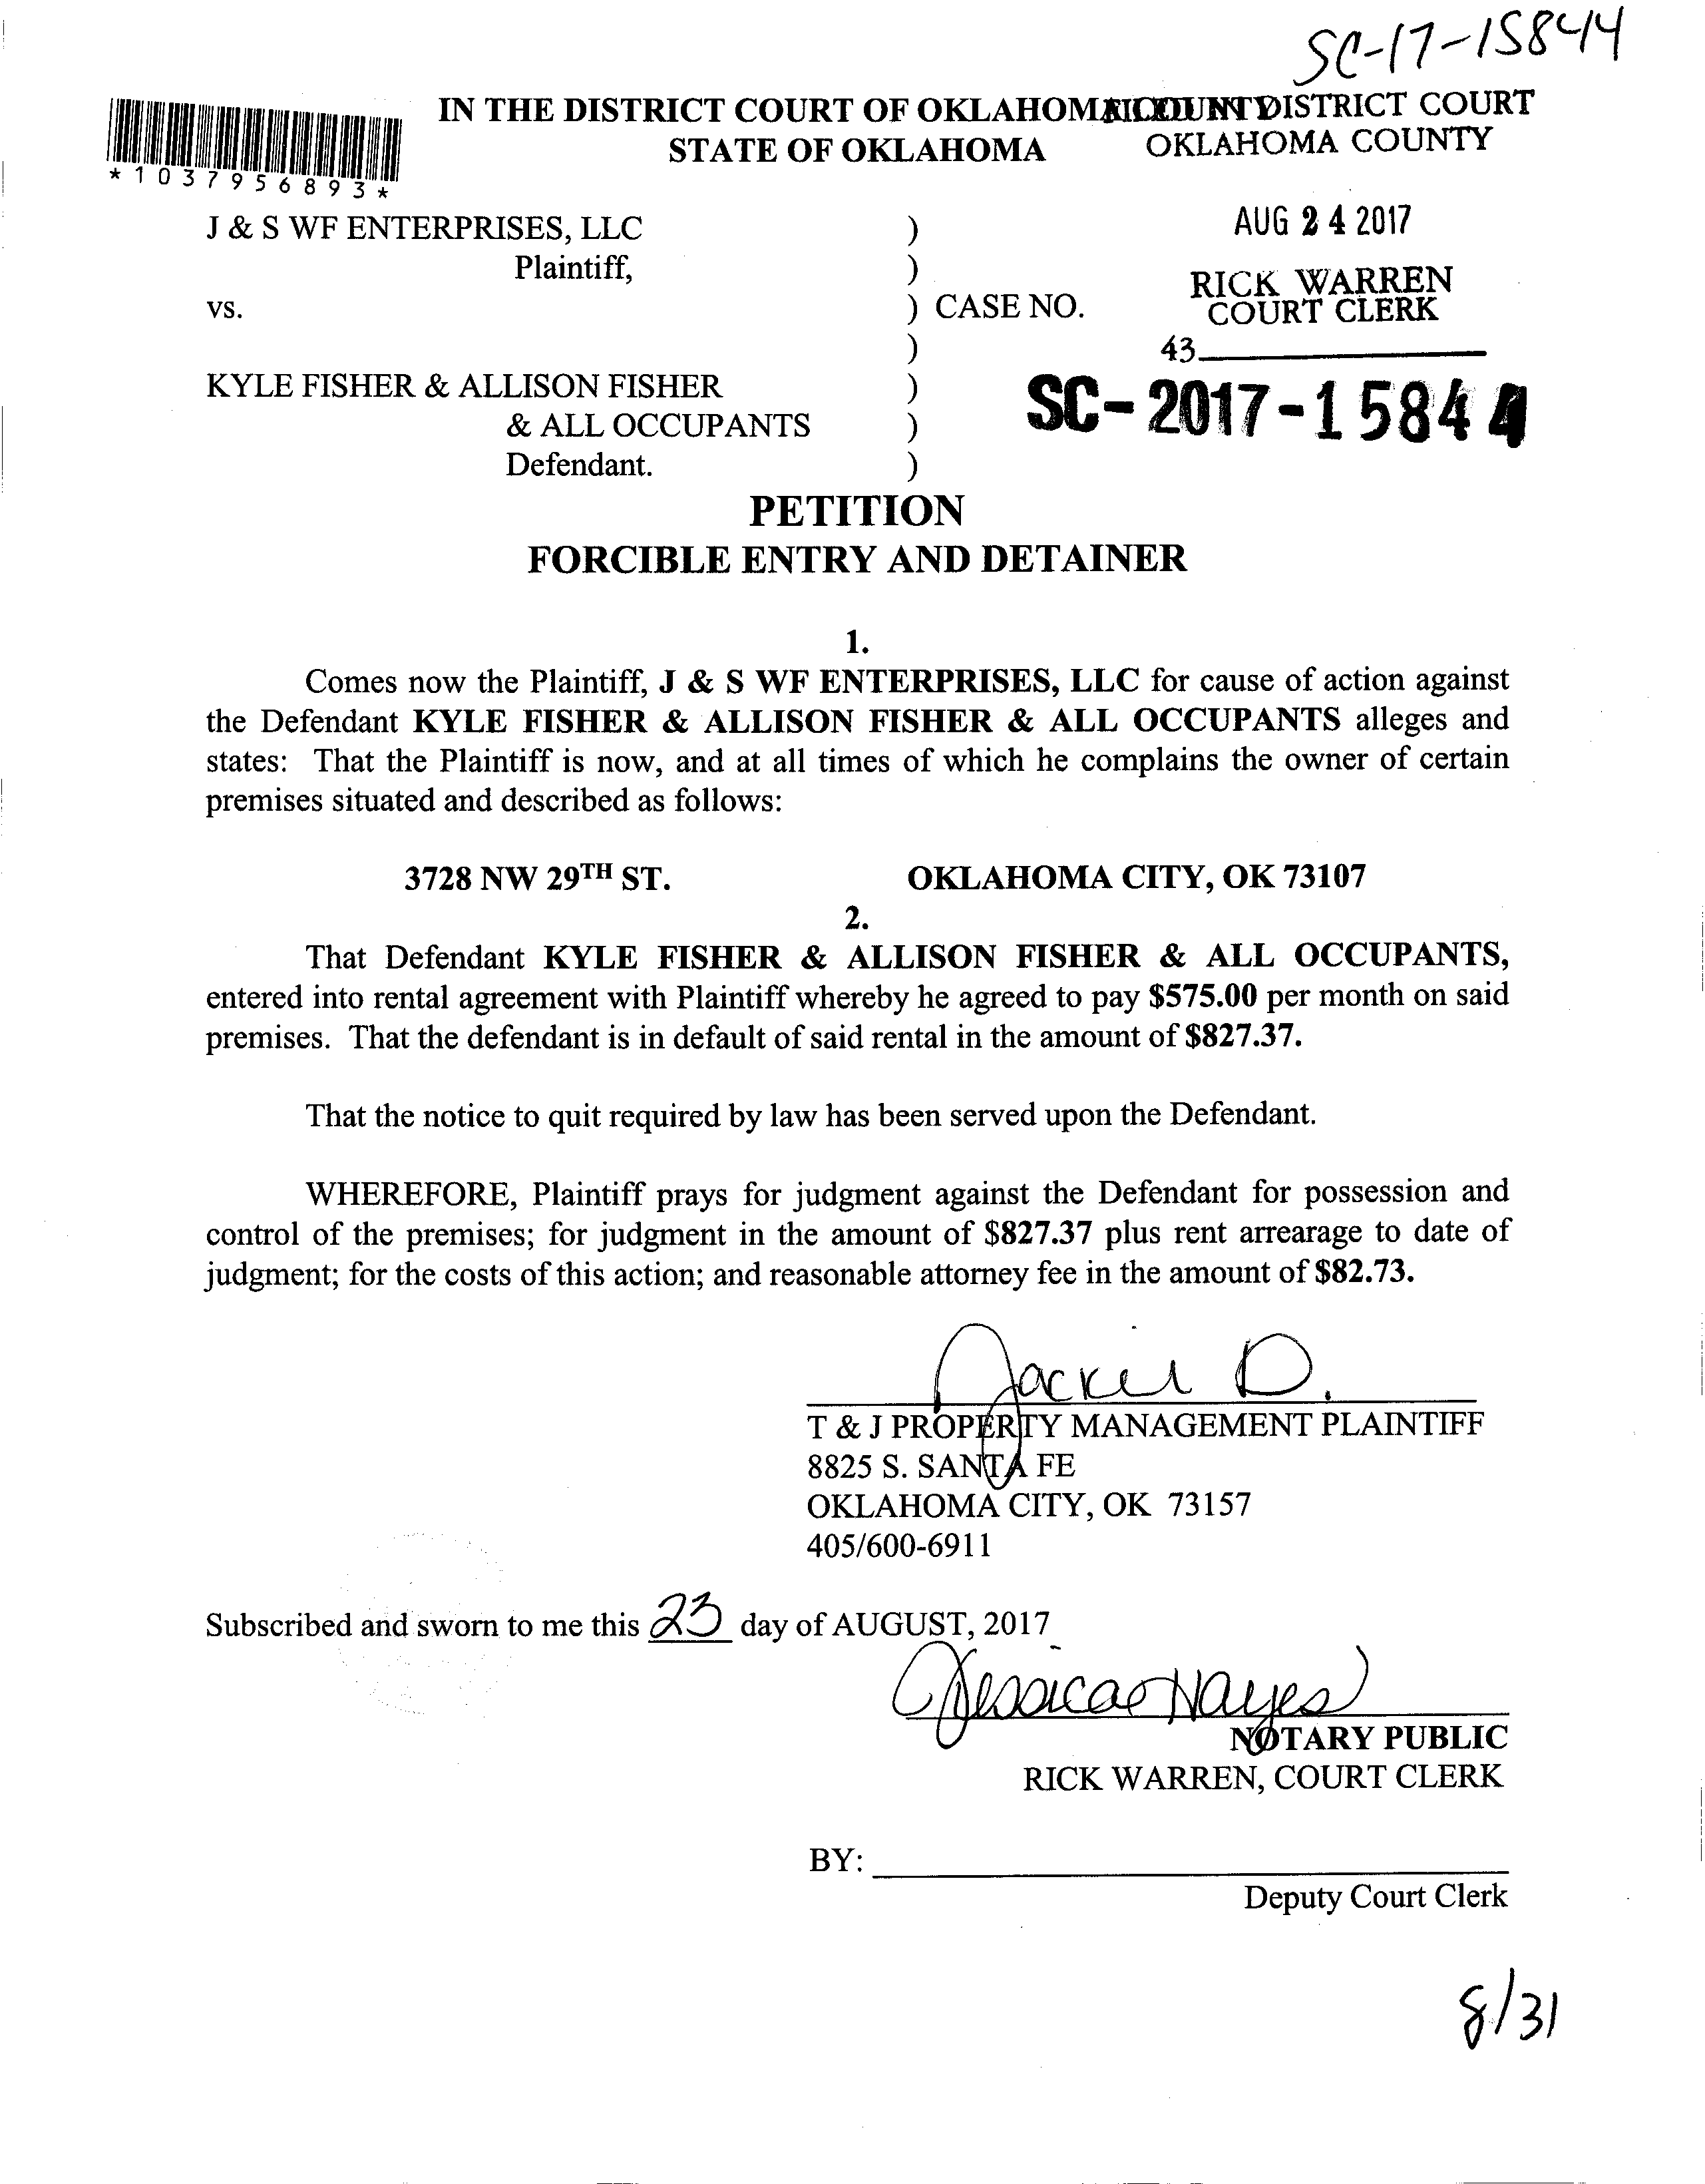 SC-17-15844
IN THE DISTRICT COURT OF OKLAHOMA COUNTY
STATE OF OKLAHOMA
FILED IN DISTRICT COURT
OKLAHOMA COUNTY
*1037956893*
AUG 24 2017
RICK WARREN
COURT CLERK
43
J & S WF ENTERPRISES, LLC )
Plaintiff, )
vs. ) CASE NO.
)
KYLE FISHER & ALLISON FISHER )
& ALL OCCUPANTS )
Defendant. )
SC-2017-15844
PETITION
FORCIBLE ENTRY AND DETAINER
1.
Comes now the Plaintiff, J & S WF ENTERPRISES, LLC for cause of action against
the Defendant KYLE FISHER & ALLISON FISHER & ALL OCCUPANTS alleges and
states: That the Plaintiff is now, and at all times of which he complains the owner of certain
premises situated and described as follows:
3728 NW 29TH ST. OKLAHOMA CITY, OK 73107
2.
That Defendant KYLE FISHER & ALLISON FISHER & ALL OCCUPANTS,
entered into rental agreement with Plaintiff whereby he agreed to pay $575.00 per month on said
premises. That the defendant is in default of said rental in the amount of $827.37.
That the notice to quit required by law has been served upon the Defendant.
WHEREFORE, Plaintiff prays for judgment against the Defendant for possession and
control of the premises; for judgment in the amount of $827.37 plus rent arrearage to date of
judgment; for the costs of this action; and reasonable attorney fee in the amount of $82.73.
Jackie D.
T & J PROPERTY MANAGEMENT PLAINTIFF
8825 S. SANTA FE
OKLAHOMA CITY, OK 73157
405/600-6911
Subscribed and sworn to me this 23 day of AUGUST, 2017
Jessica Hayes
NOTARY PUBLIC
RICK WARREN, COURT CLERK
BY:
Deputy Court Clerk
8/31